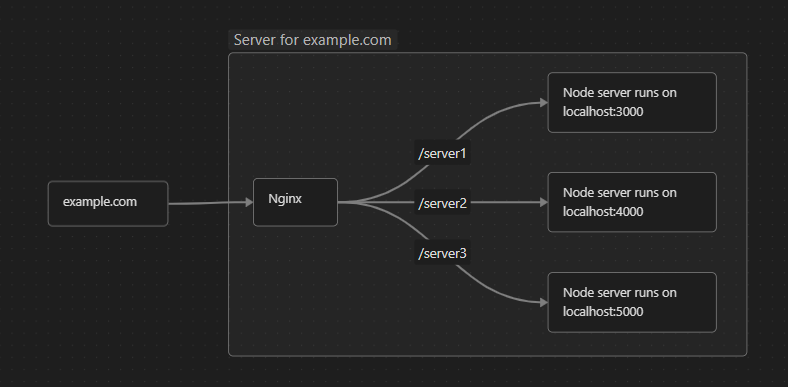 Server for example.com
example.com
Nginx
/server1
/server2
/server3
Node server runs on
localhost:3000
Node server runs on
localhost:4000
Node server runs on
localhost:5000